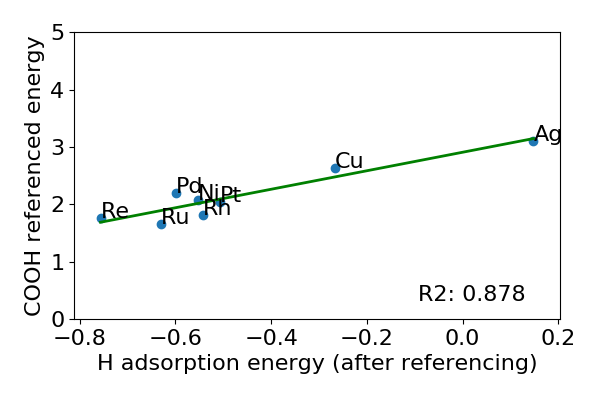 5
4
3
2
1
0
COOH referenced energy
Ag
Cu
Pd
Ni
Pt
Re
Ru
Rh
R2: 0.878
−0.8
−0.6
−0.4
−0.2
0.0
0.2
H adsorption energy (after referencing)